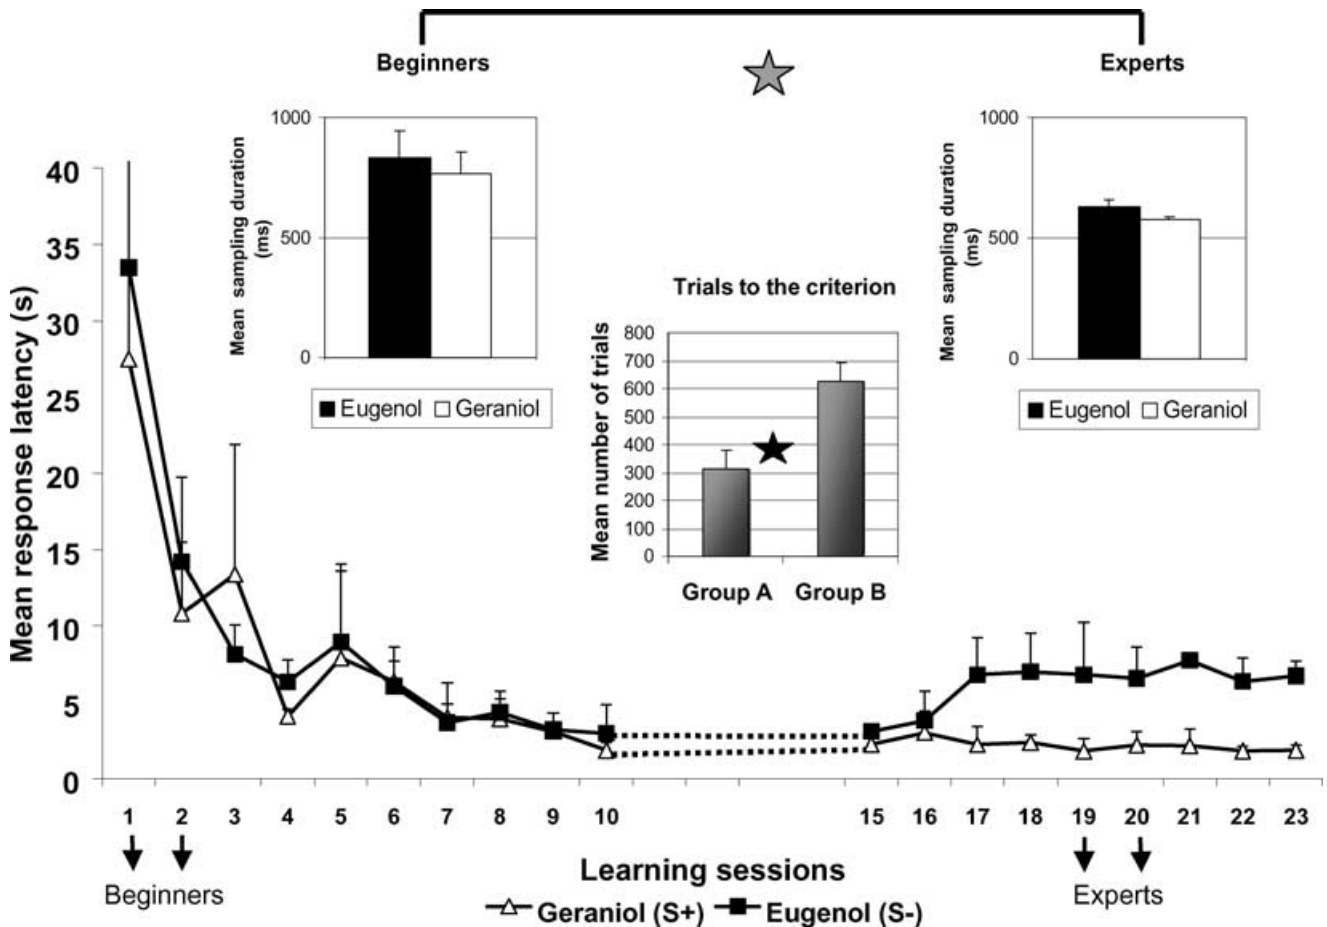 Beginners
Experts
Mean sampling duration
(ms)
1000
500
0
Eugenol Geraniol
Mean sampling duration
(ms)
1000
500
0
Eugenol Geraniol
Trials to the criterion
Mean number of trials
800
700
600
500
400
300
200
100
0
Group A Group B
Mean response latency (s)
40
35
30
25
20
15
10
5
0
1 2 3 4 5 6 7 8 9 10 15 16 17 18 19 20 21 22 23
Beginners
Experts
Learning sessions
Geraniol (S+) Eugenol (S-)